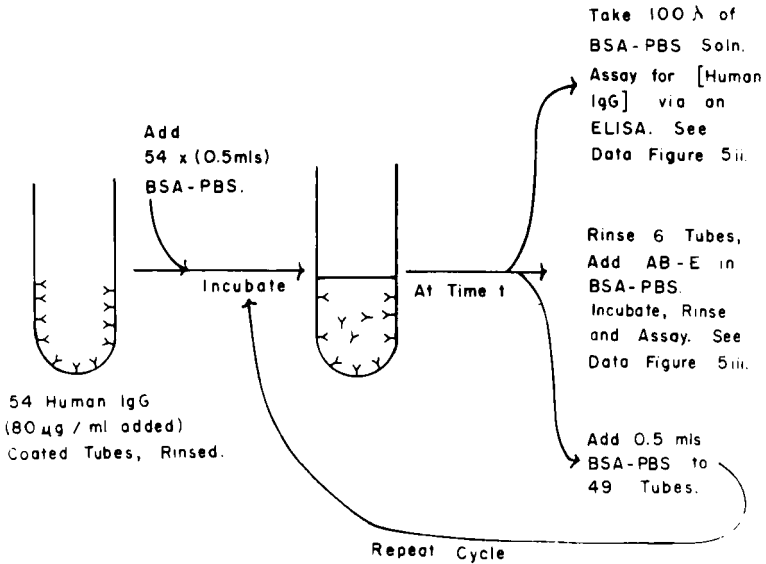 Take 100 λ of
BSA-PBS Soln.
Assay for [Human
IgG] via an
ELISA. See
Data Figure 5ii.
Add
54 x (0.5mls)
BSA-PBS.
Incubate
At Time t
Rinse 6 Tubes,
Add AB-E in
BSA-PBS.
Incubate, Rinse
and Assay. See
Data Figure 5iii.
54 Human IgG
(80 μg / ml added)
Coated Tubes, Rinsed.
Add 0.5 mls
BSA-PBS to
49 Tubes.
Repeat Cycle